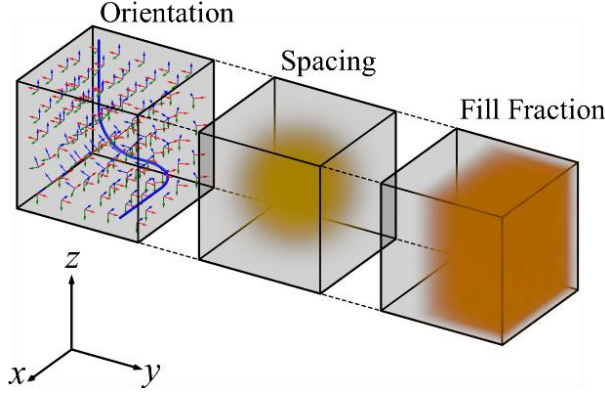 Orientation
Spacing
Fill Fraction
z
x
y